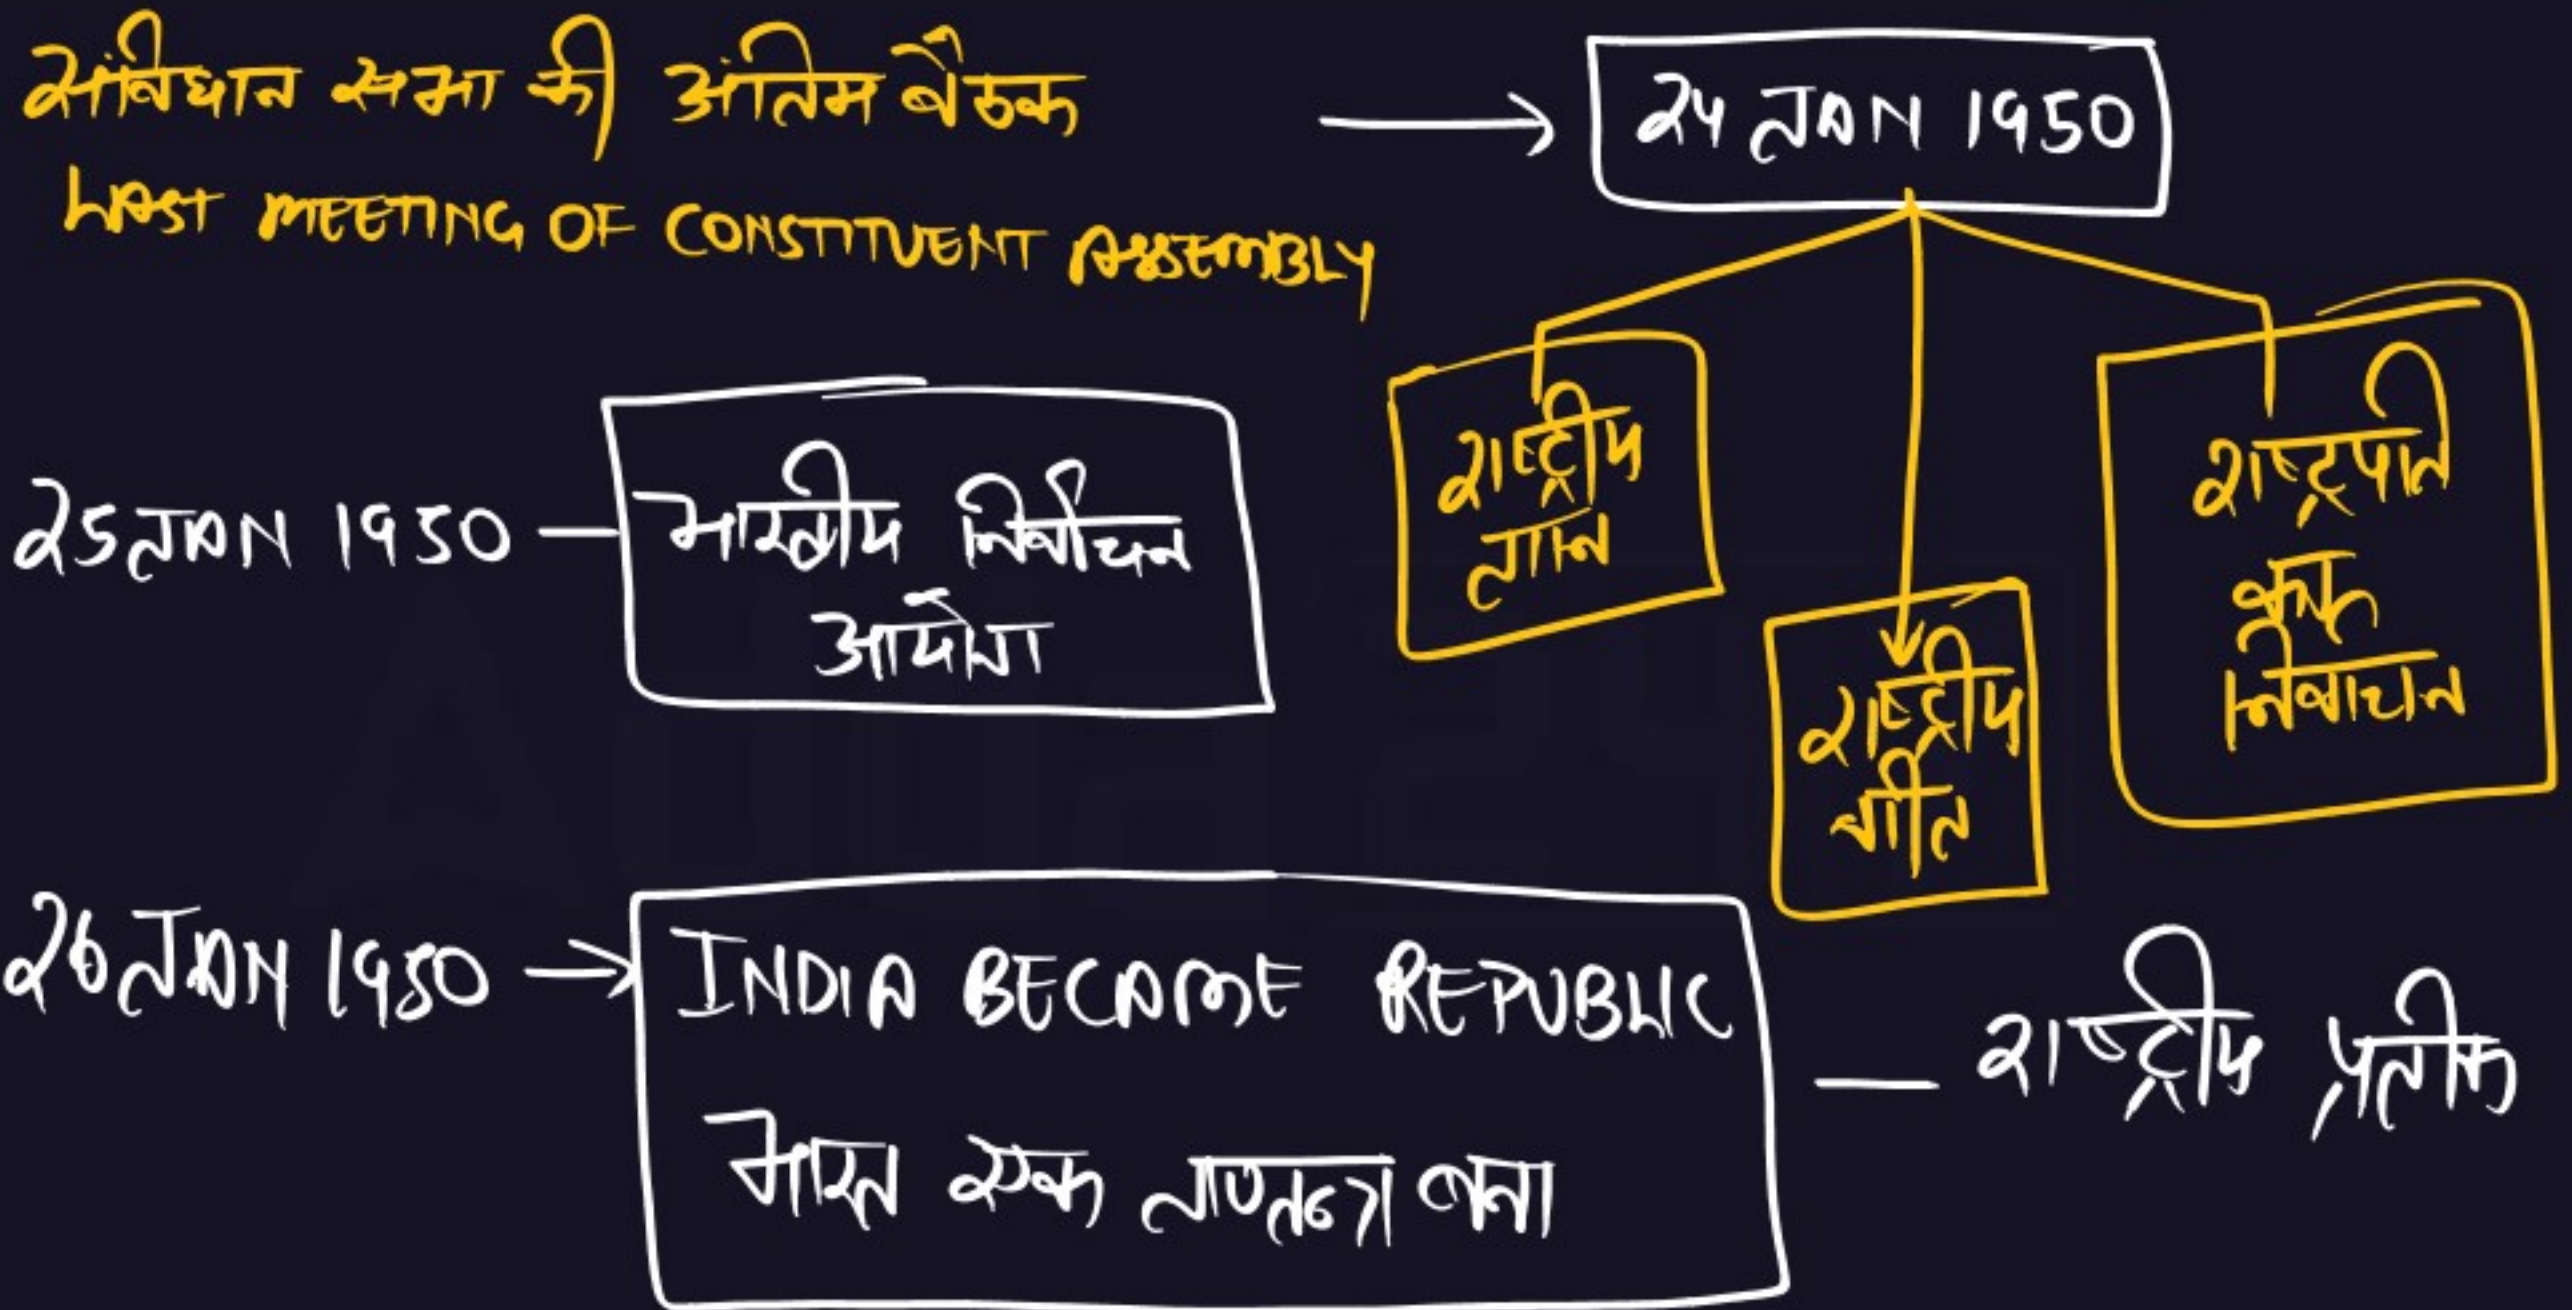 संविधान सभा की अंतिम बैठक → 24 JAN 1950
LAST MEETING OF CONSTITUENT ASSEMBLY
राष्ट्रीय
गान
राष्ट्रीय
गीत
राष्ट्रपति
का
निर्वाचन
25 JAN 1950 — भारतीय निर्वाचन
आयोग
26 JAN 1950 → INDIA BECAME REPUBLIC
भारत एक गणतन्त्र बना
— राष्ट्रीय प्रतीक